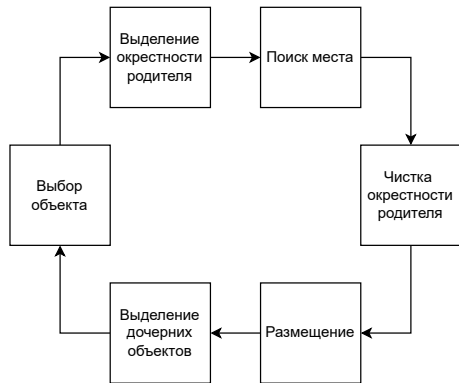 Выделение
окрестности
родителя
Поиск места
Выбор
объекта
Чистка
окрестности
родителя
Выделение
дочерних
объектов
Размещение